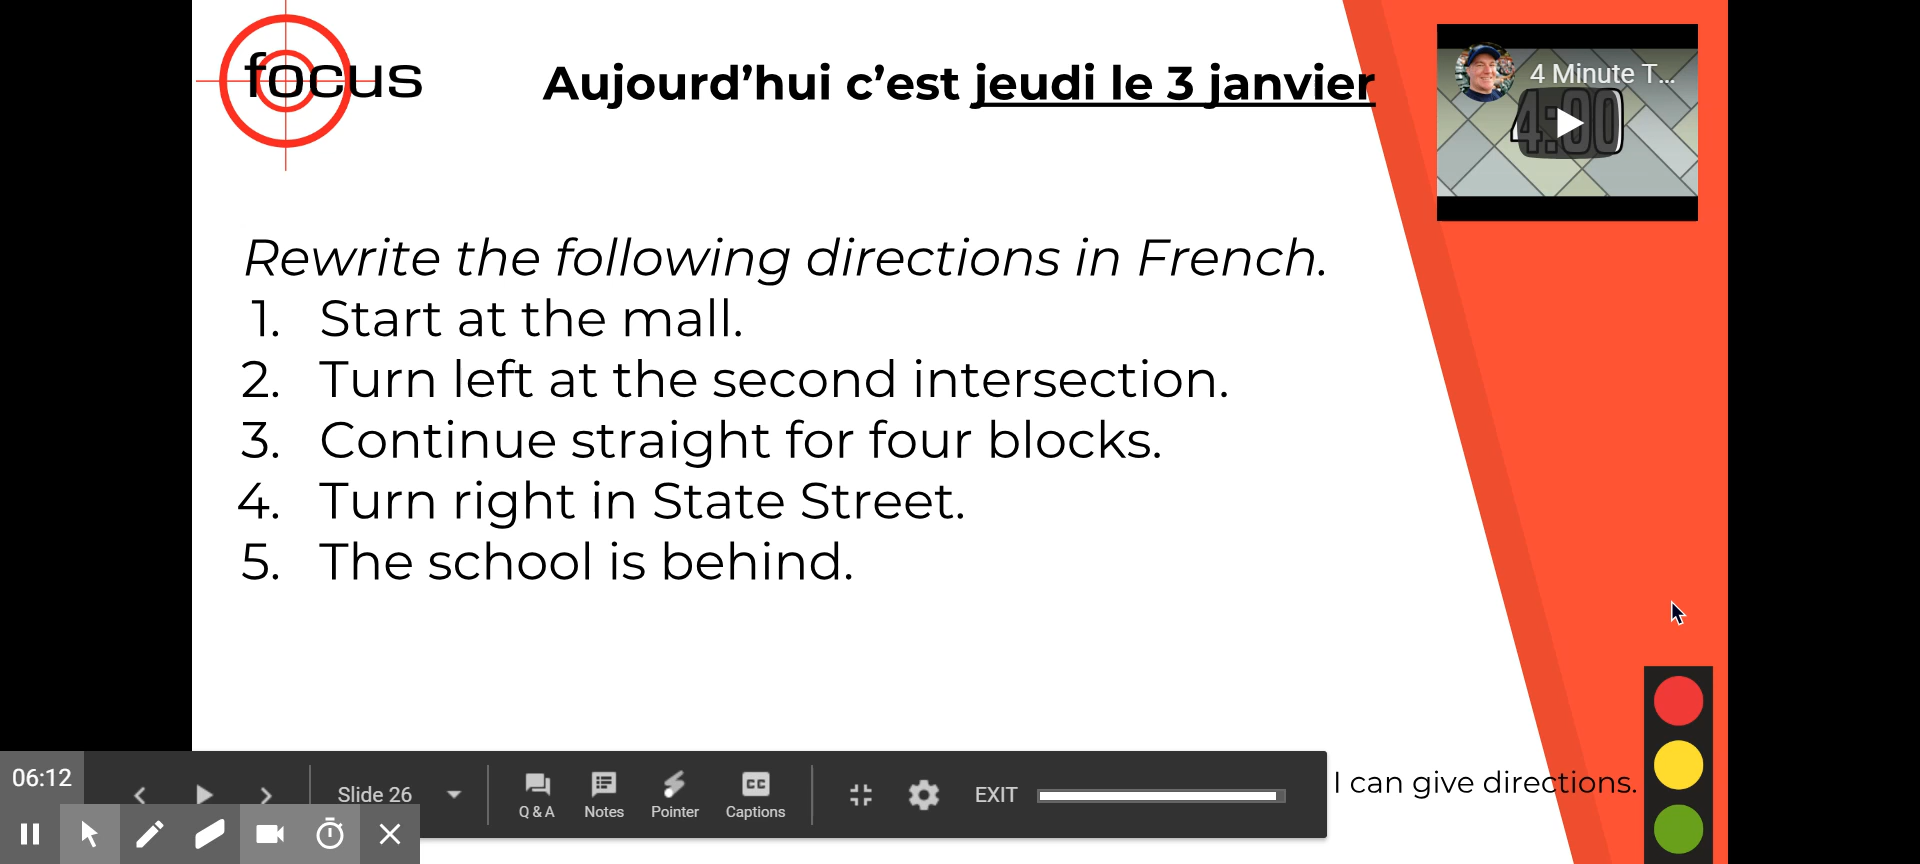 focus
Aujourd’hui c’est jeudi le 3 janvier
4 Minute T...
4:00
Rewrite the following directions in French.
1. Start at the mall.
2. Turn left at the second intersection.
3. Continue straight for four blocks.
4. Turn right in State Street.
5. The school is behind.
I can give directions.
06:12
Slide 26
Q & A
Notes
Pointer
CC
Captions
EXIT